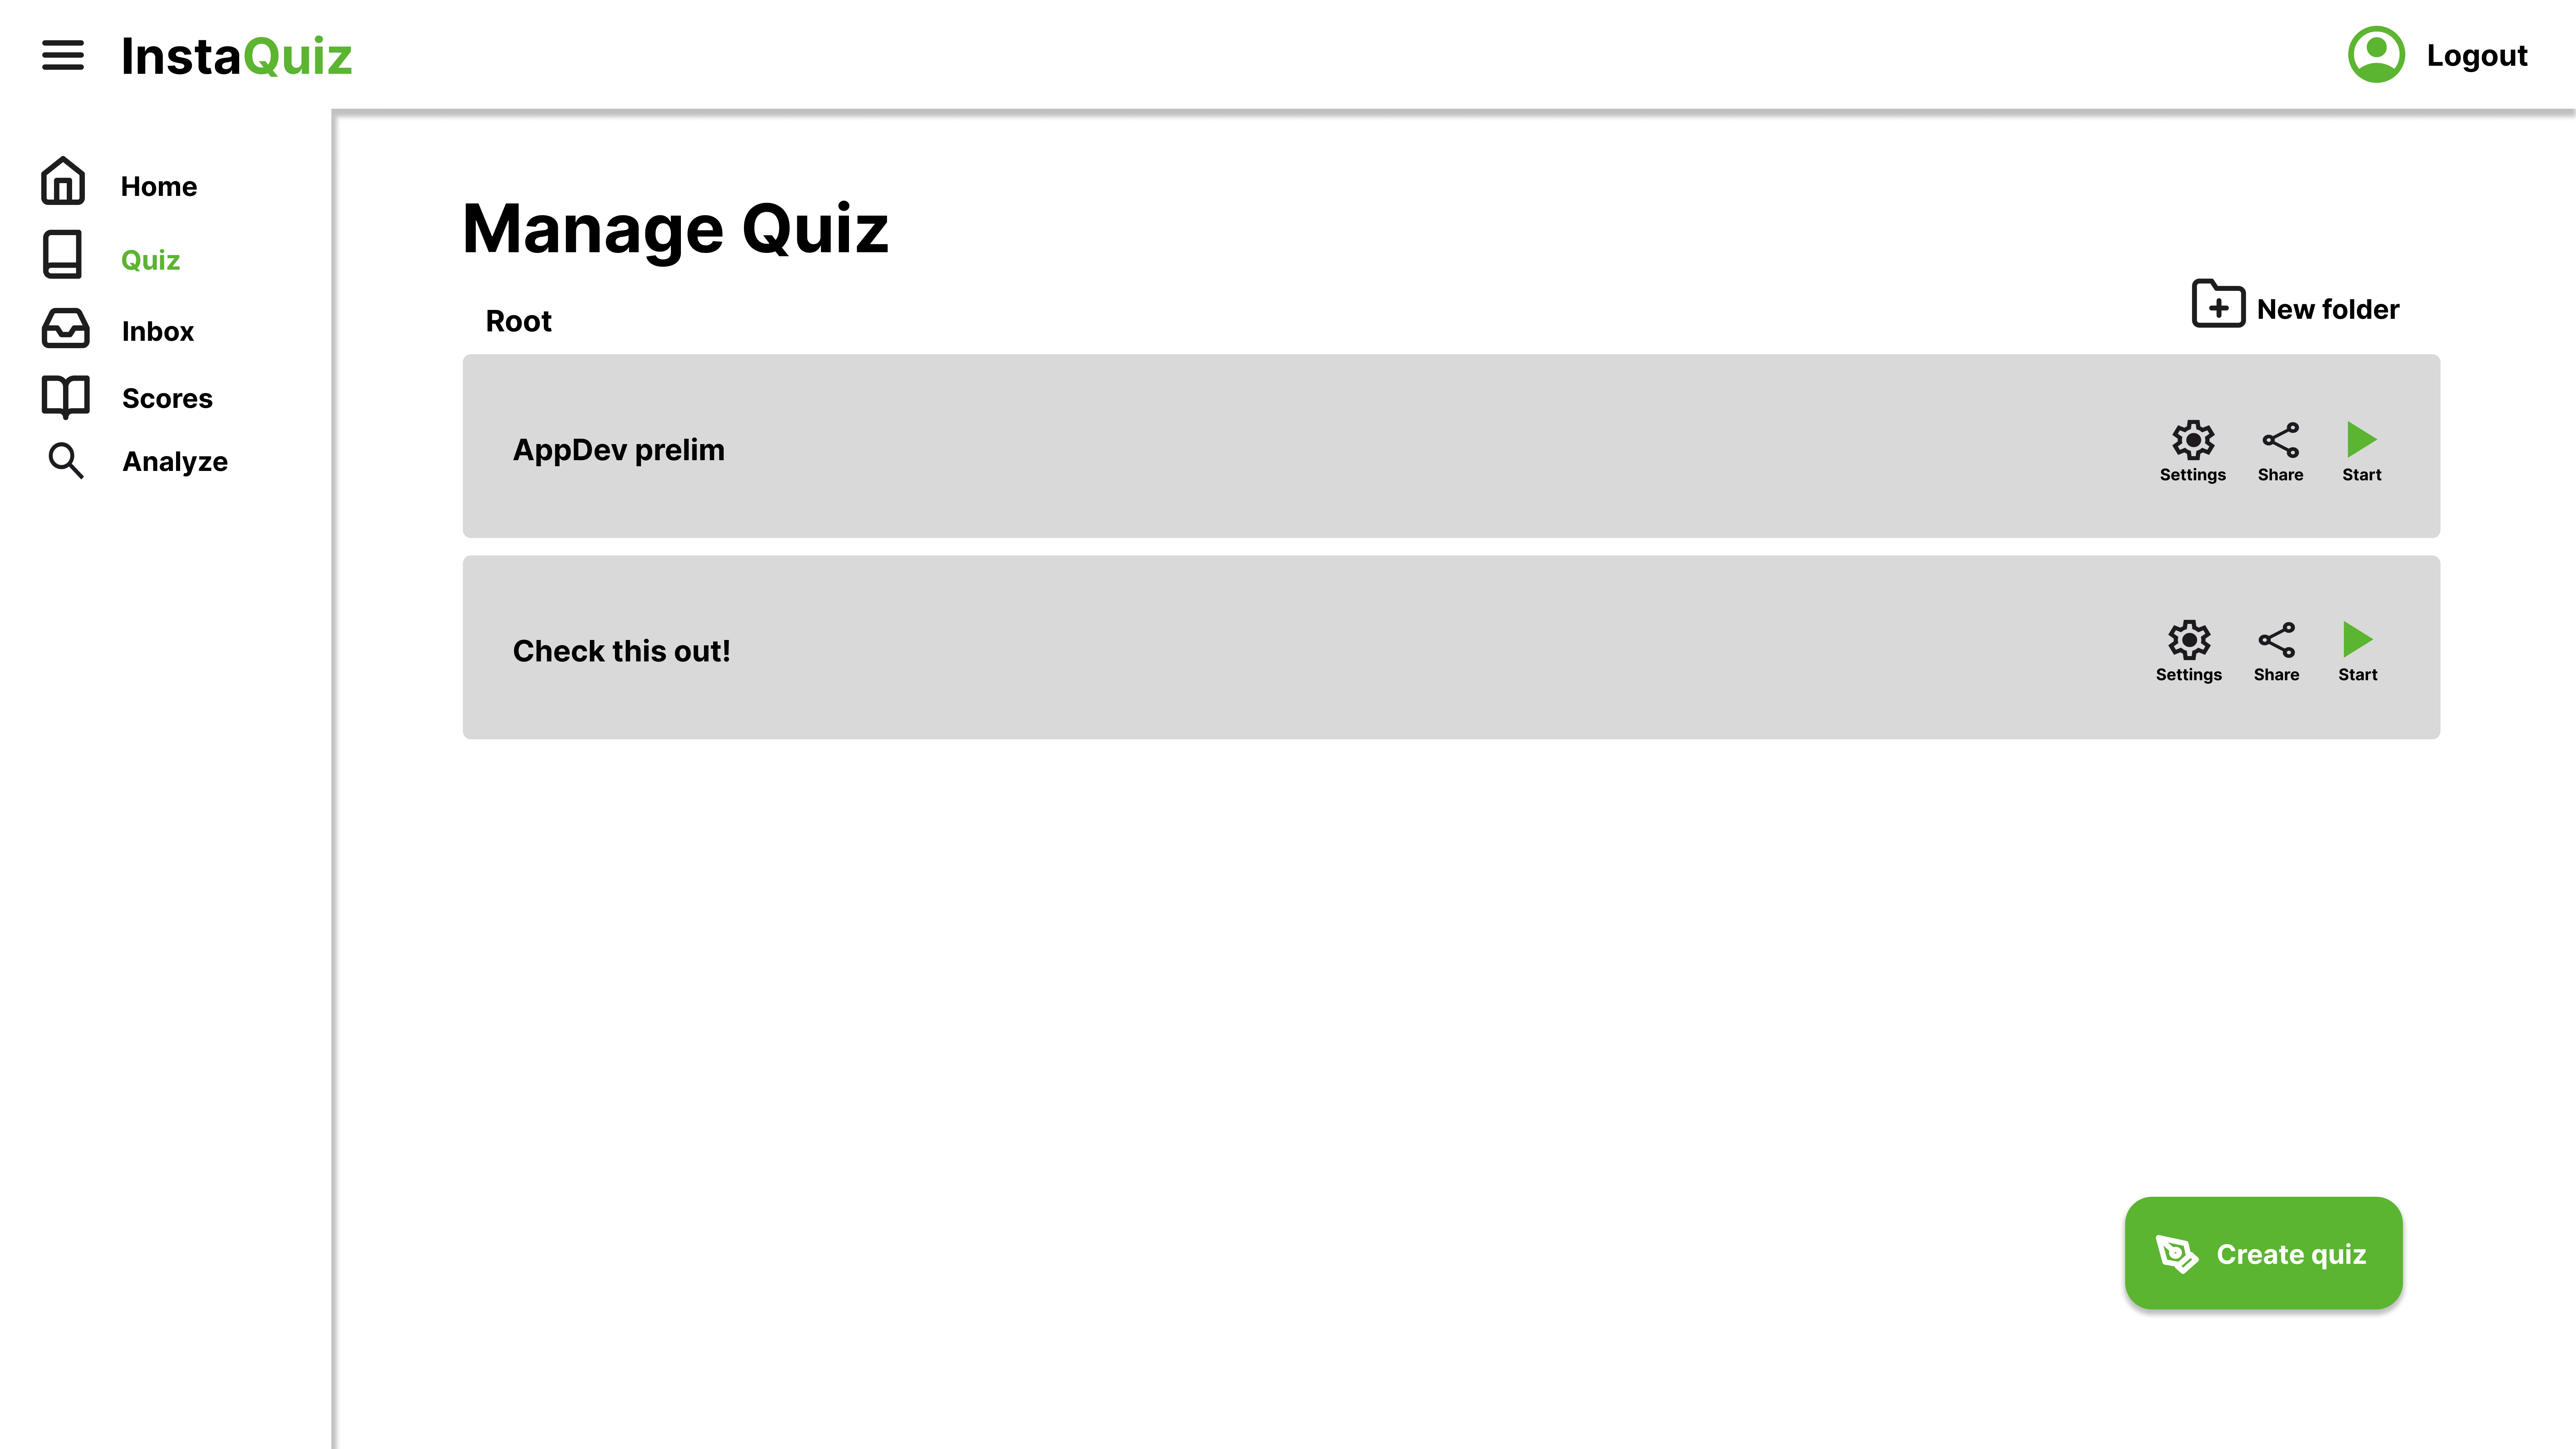 InstaQuiz
Logout
Home
Quiz
Inbox
Scores
Analyze
Manage Quiz
Root
New folder
AppDev prelim
Settings
Share
Start
Check this out!
Settings
Share
Start
Create quiz